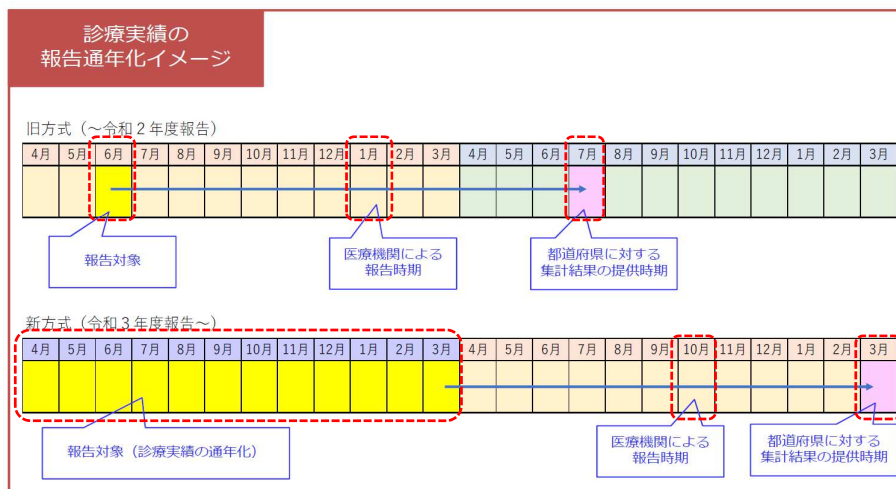 診療実績の
報告通年化イメージ
旧方式（～令和２年度報告）
4月 5月 6月 7月 8月 9月 10月 11月 12月 1月 2月 3月 4月 5月 6月 7月 8月 9月 10月 11月 12月 1月 2月 3月
報告対象
医療機関による
報告時期
都道府県に対する
集計結果の提供時期
新方式（令和３年度報告～）
4月 5月 6月 7月 8月 9月 10月 11月 12月 1月 2月 3月 4月 5月 6月 7月 8月 9月 10月 11月 12月 1月 2月 3月
報告対象（診療実績の通年化）
医療機関による
報告時期
都道府県に対する
集計結果の提供時期